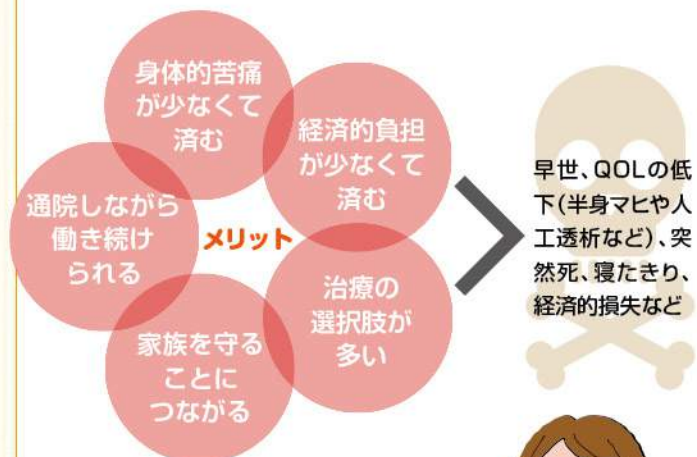 身体的苦痛
が少なくて
済む
経済的負担
が少なくて
済む
通院しながら
働き続け
られる
メリット
治療の
選択肢が
多い
家族を守る
ことに
つながる
早世、QOLの低
下(半身マヒや人
工透析など)、突
然死、寝たきり、
経済的損失など